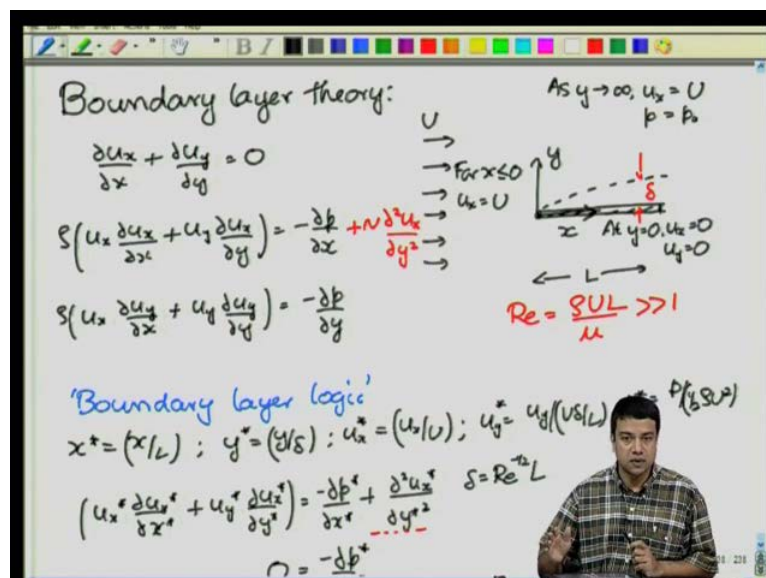 Boundary layer theory:
∂ux/∂x + ∂uy/∂y = 0
ρ(ux ∂ux/∂x + uy ∂ux/∂y) = -∂p/∂x + μ ∂²ux/∂y²
ρ(ux ∂uy/∂x + uy ∂uy/∂y) = -∂p/∂y
As y→∞, ux = U
p = p₀
U
For x≤0
ux = U
y
δ
x
At y=0, ux=0
uy=0
L
Re = ρUL/μ >>1
'Boundary layer logic'
x* = (x/L) ; y* = (y/δ) ; ux* = (ux/U) ; uy* = uy/(Uδ/L)
(ux* ∂ux*/∂x* + uy* ∂ux*/∂y*) = -∂p*/∂x* + ∂²ux*/∂y*²
δ = Re^-1/2 L
0 = -∂p*
/ 238